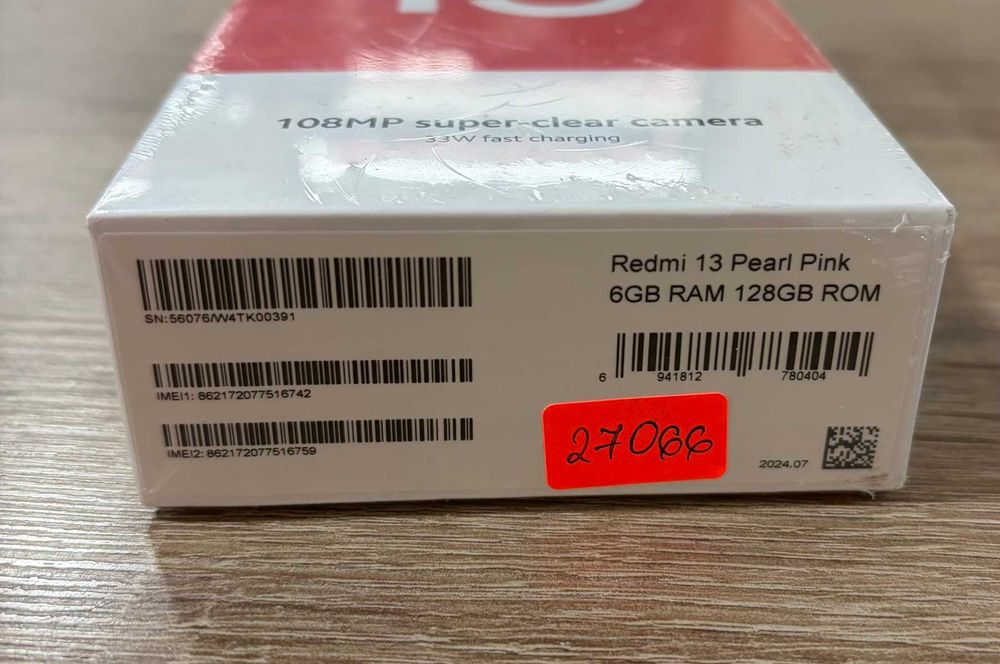 13
108MP super-clear camera
33W fast charging
SN:56076/W4TK00391
IMEI1: 862172077516742
IMEI2: 862172077516759
Redmi 13 Pearl Pink
6GB RAM 128GB ROM
6 941812 780404
27066
2024.07